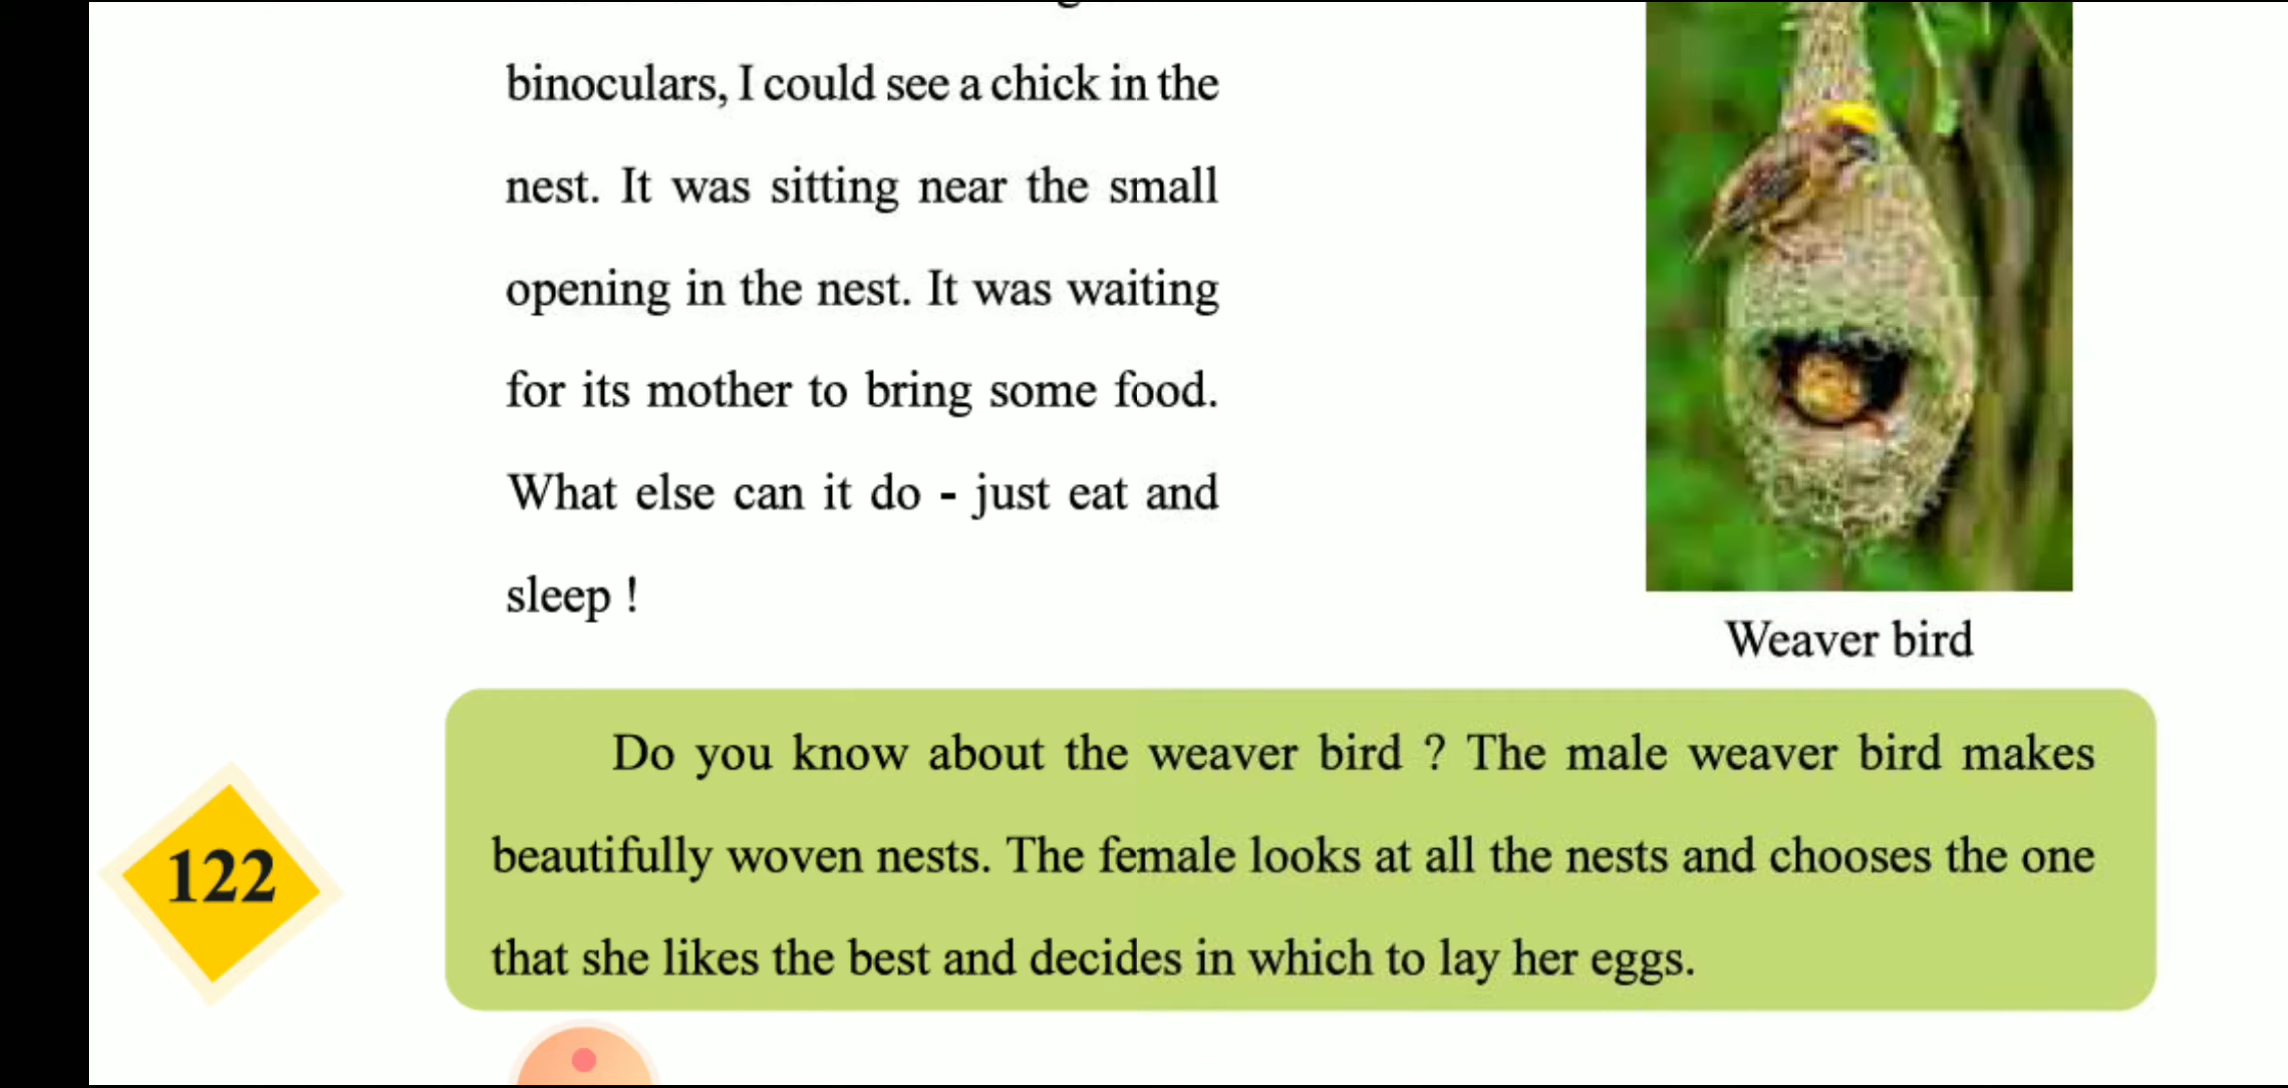 binoculars, I could see a chick in the
nest. It was sitting near the small
opening in the nest. It was waiting
for its mother to bring some food.
What else can it do - just eat and
sleep !
Weaver bird
Do you know about the weaver bird ? The male weaver bird makes
beautifully woven nests. The female looks at all the nests and chooses the one
that she likes the best and decides in which to lay her eggs.
122